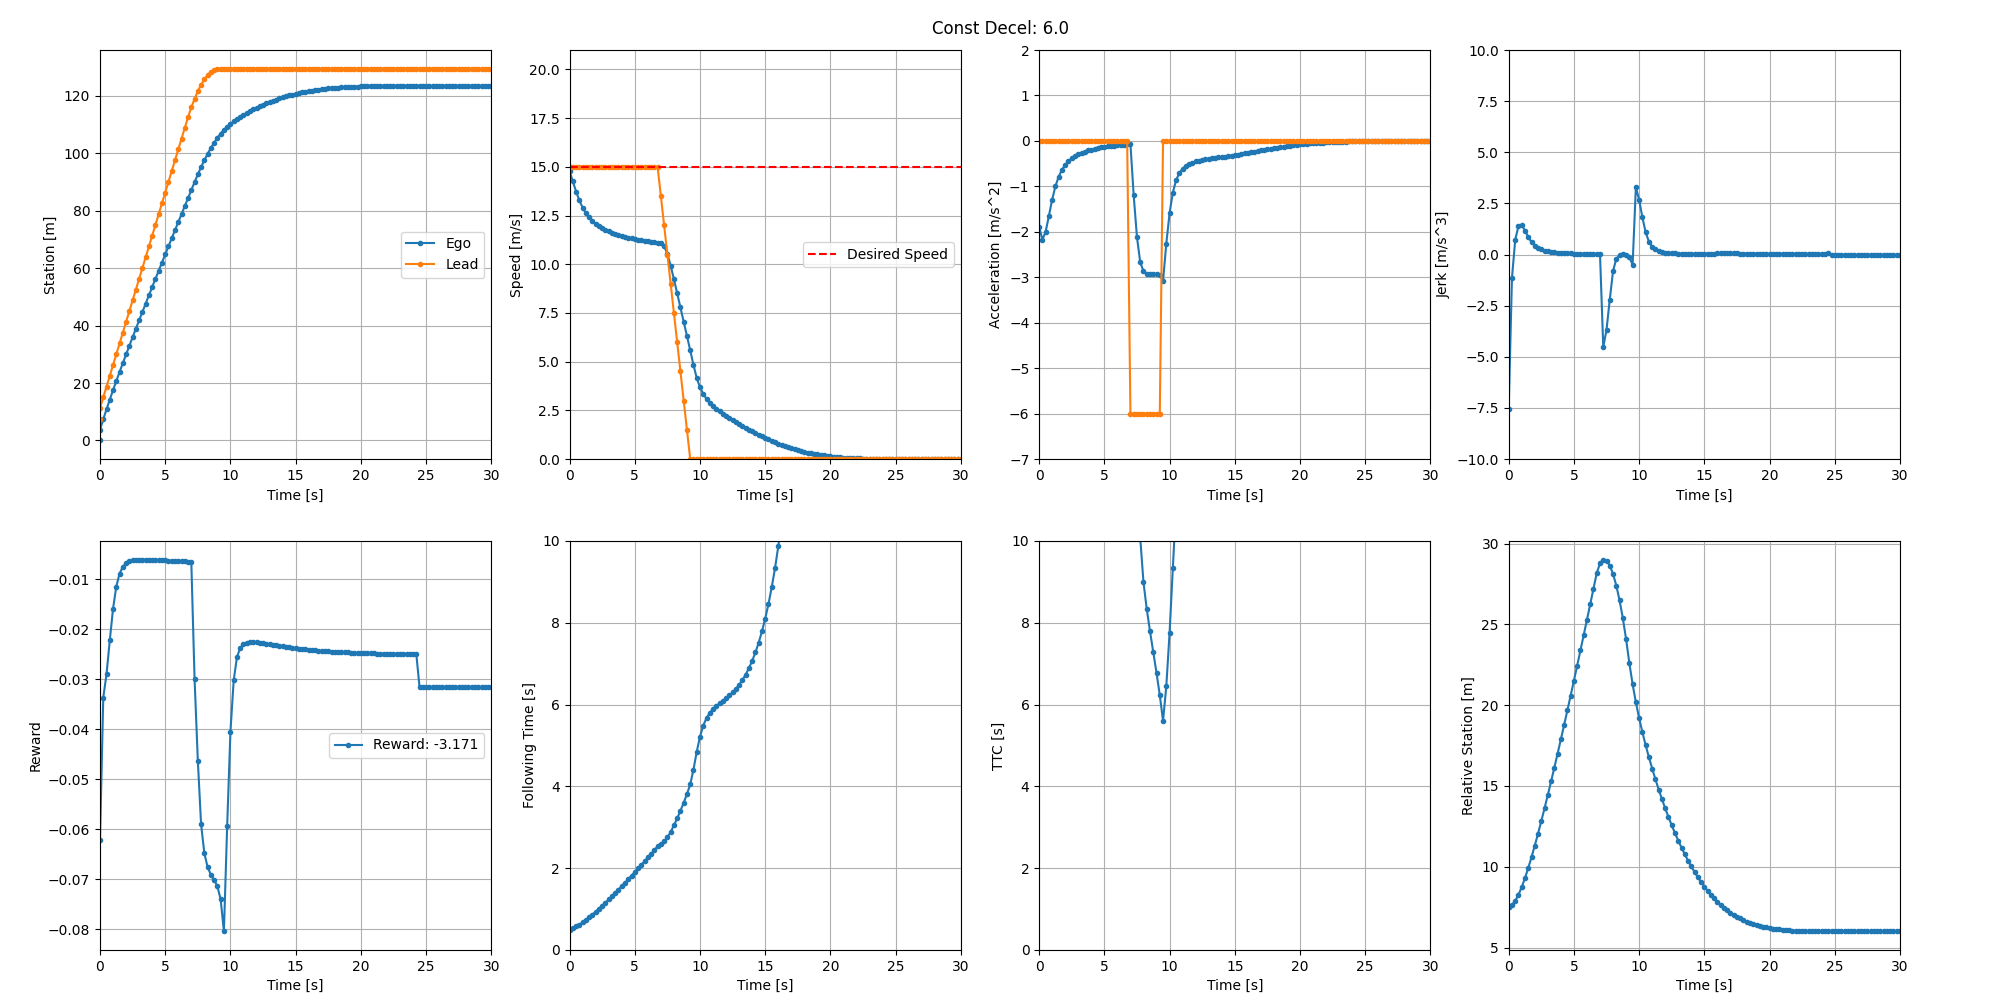 Const Decel: 6.0
Station [m]
120
100
80
60
40
20
0
Ego
Lead
0 5 10 15 20 25 30
Time [s]
Speed [m/s]
20.0
17.5
15.0
12.5
10.0
7.5
5.0
2.5
0.0
Desired Speed
0 5 10 15 20 25 30
Time [s]
Acceleration [m/s^2]
2
1
0
−1
−2
−3
−4
−5
−6
−7
0 5 10 15 20 25 30
Time [s]
Jerk [m/s^3]
10.0
7.5
5.0
2.5
0.0
−2.5
−5.0
−7.5
−10.0
0 5 10 15 20 25 30
Time [s]
Reward
−0.01
−0.02
−0.03
−0.04
−0.05
−0.06
−0.07
−0.08
Reward: -3.171
0 5 10 15 20 25 30
Time [s]
Following Time [s]
10
8
6
4
2
0
0 5 10 15 20 25 30
Time [s]
TTC [s]
10
8
6
4
2
0
0 5 10 15 20 25 30
Time [s]
Relative Station [m]
30
25
20
15
10
5
0 5 10 15 20 25 30
Time [s]